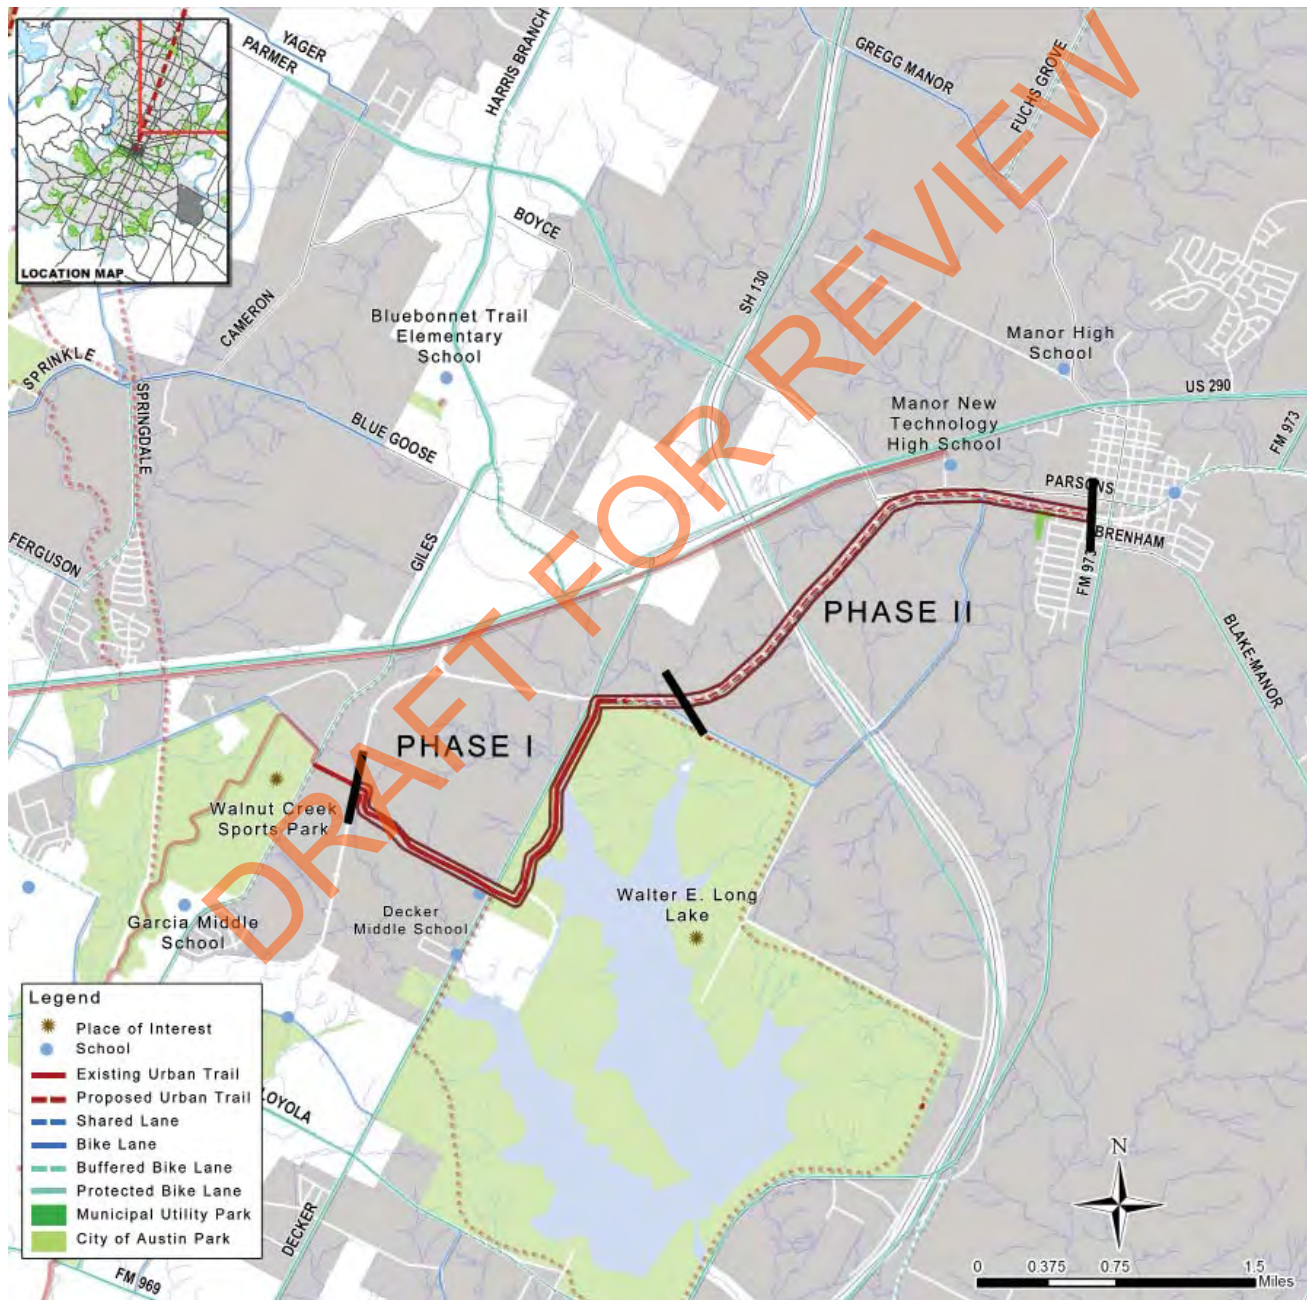 YAGER
PARMER
HARRIS BRANCH
GREGG MANOR
FUCHS GROVE
LOCATION MAP
BOYCE
SH 130
CAMERON
Bluebonnet Trail
Elementary
School
Manor High
School
SPRINKLE
SPRINGDALE
US 290
Manor New
Technology
High School
BLUE GOOSE
FM 973
PARSONS
FERGUSON
GILES
BRENHAM
FM 973
PHASE II
BLAKE-MANOR
PHASE I
Walnut Creek
Sports Park
Walter E. Long
Lake
Garcia Middle
School
Decker
Middle School
DRAFT FOR REVIEW
Legend
Place of Interest
School
Existing Urban Trail
Proposed Urban Trail
Shared Lane
Bike Lane
Buffered Bike Lane
Protected Bike Lane
Municipal Utility Park
City of Austin Park
LOYOLA
DECKER
FM 969
N
0 0.375 0.75 1.5
Miles